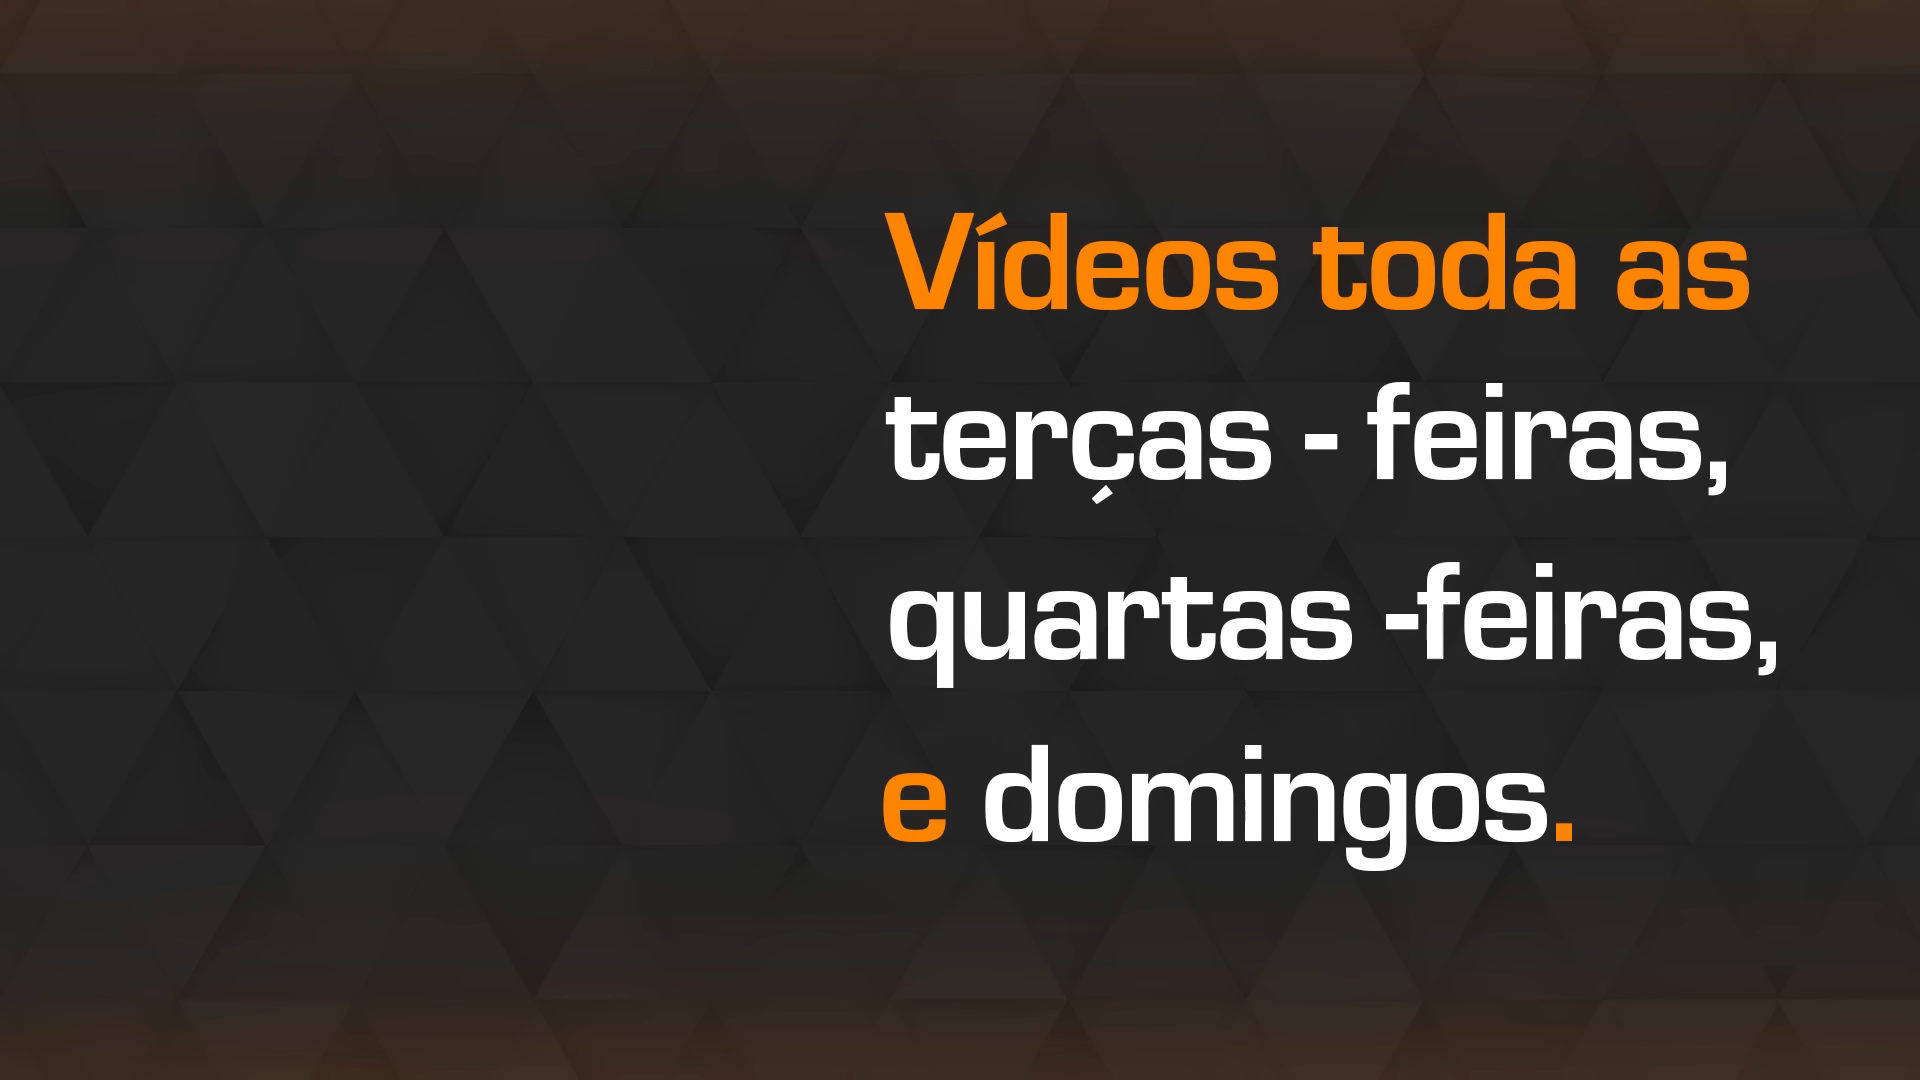 Vídeos toda as
terças - feiras,
quartas -feiras,
e domingos.